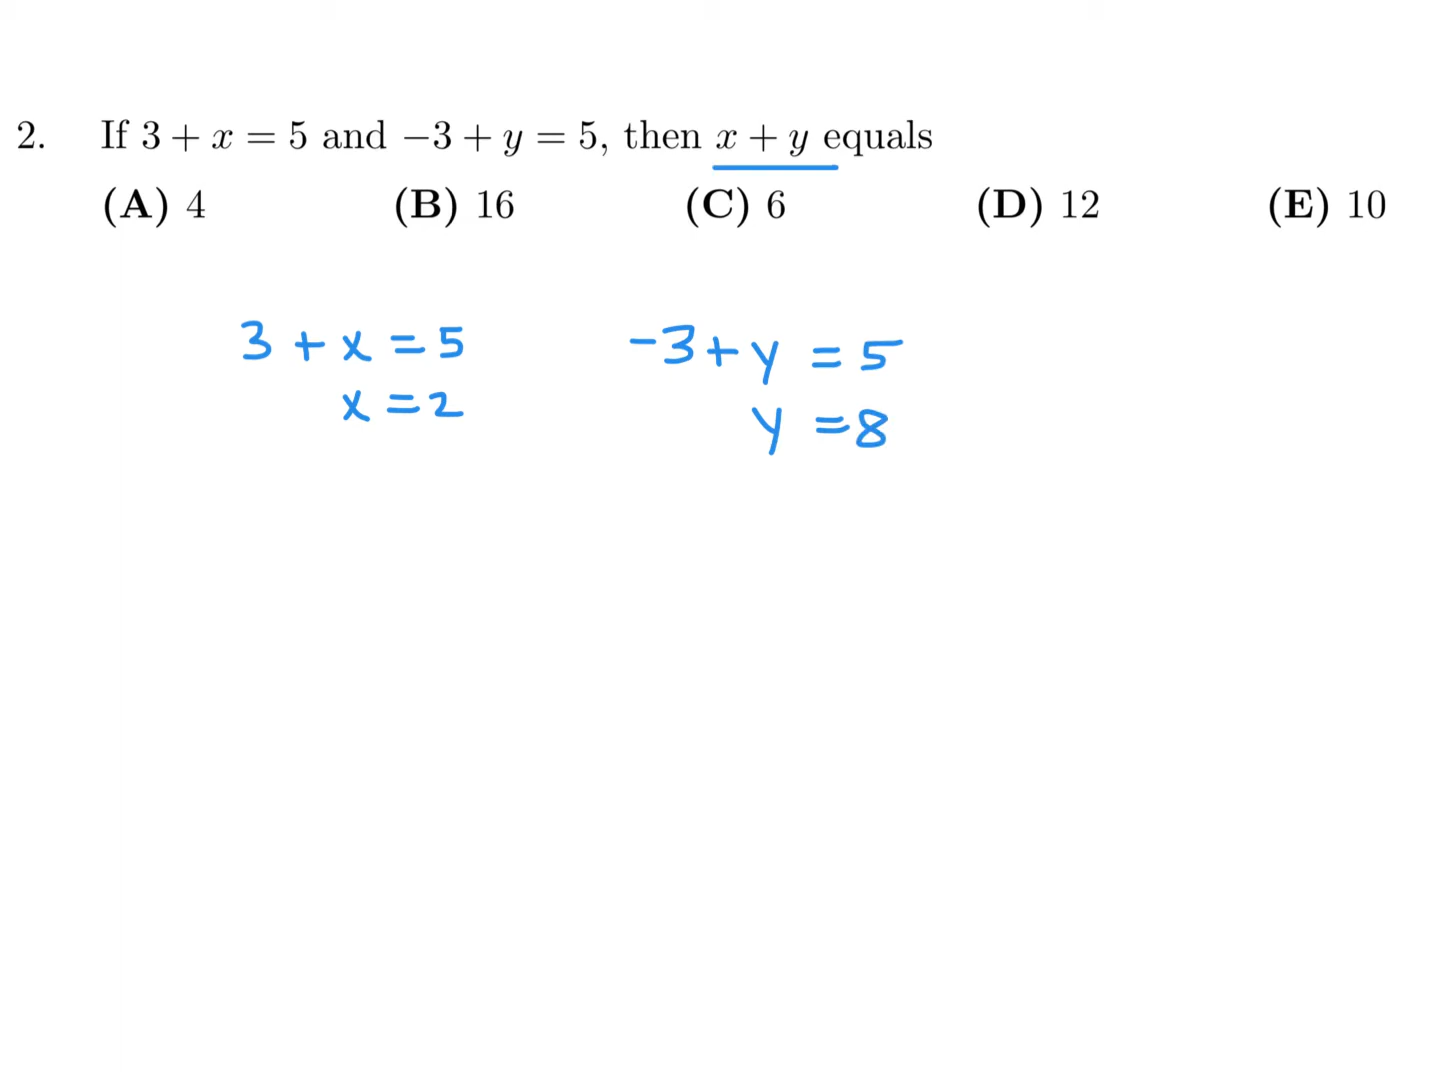 2. If 3 + x = 5 and −3 + y = 5, then x + y equals
(A) 4 (B) 16 (C) 6 (D) 12 (E) 10
3 + x = 5 -3 + y = 5
x = 2 y = 8